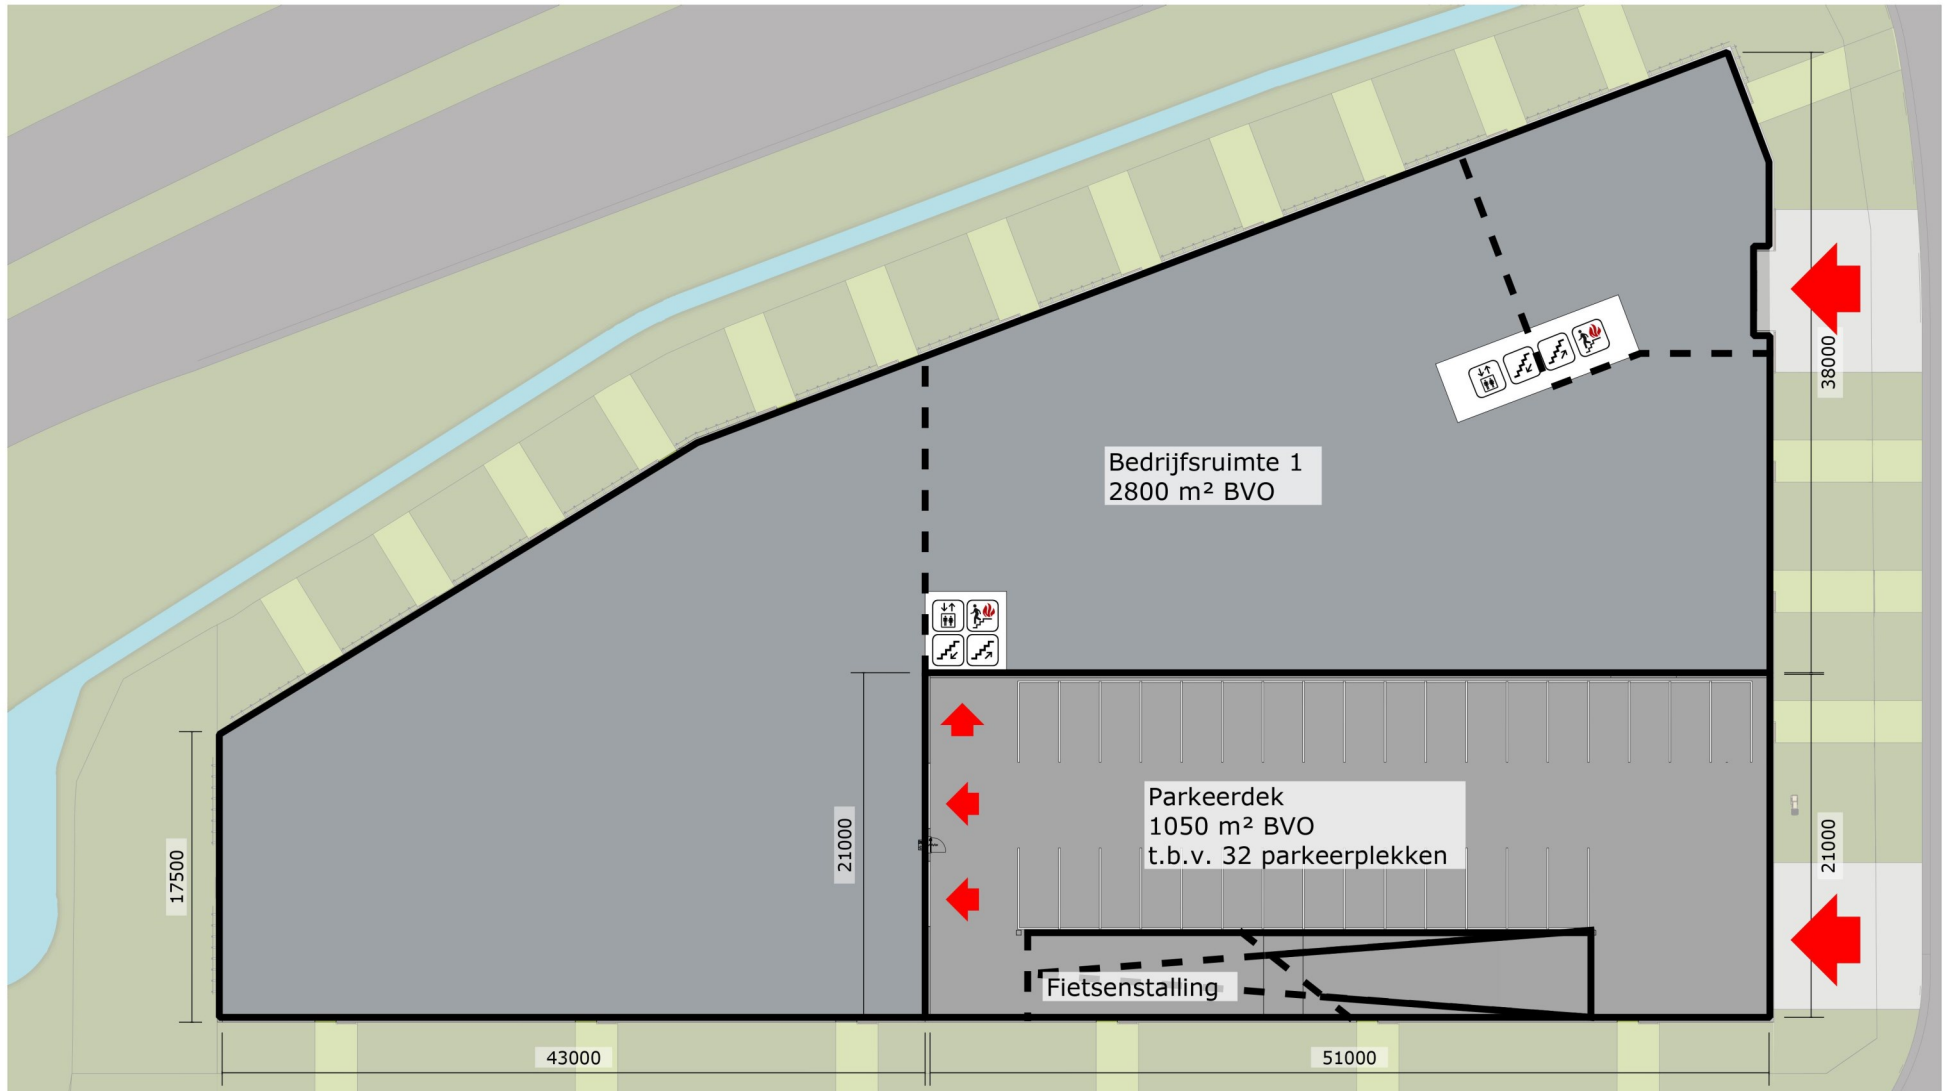 38000
Bedrijfsruimte 1
2800 m² BVO
Parkeerdek
1050 m² BVO
t.b.v. 32 parkeerplekken
21000
21000
17500
Fietsenstalling
43000
51000